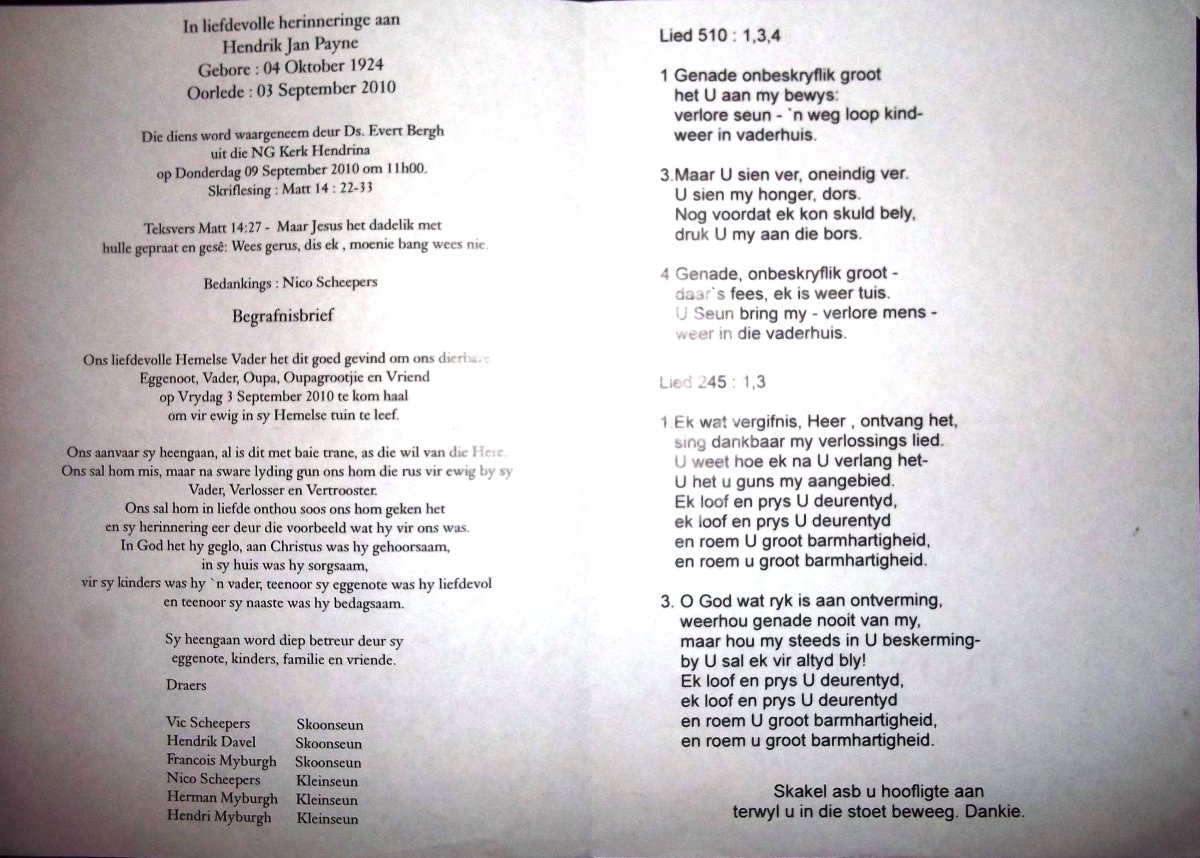 In liefdevolle herinneringe aan
Hendrik Jan Payne
Gebore : 04 Oktober 1924
Oorlede : 03 September 2010
Die diens word waargeneem deur Ds. Evert Bergh
uit die NG Kerk Hendrina
op Donderdag 09 September 2010 om 11h00.
Skriflesing : Matt 14 : 22-33
Teksvers Matt 14:27 - Maar Jesus het dadelik met
hulle gepraat en gesê: Wees gerus, dis ek , moenie bang wees nie.
Bedankings : Nico Scheepers
Begrafnisbrief
Ons liefdevolle Hemelse Vader het dit goed gevind om ons dierbare
Eggenoot, Vader, Oupa, Oupagrootjie en Vriend
op Vrydag 3 September 2010 te kom haal
om vir ewig in sy Hemelse tuin te leef.
Ons aanvaar sy heengaan, al is dit met baie trane, as die wil van die Here.
Ons sal hom mis, maar na sware lyding gun ons hom die rus vir ewig by sy
Vader, Verlosser en Vertrooster.
Ons sal hom in liefde onthou soos ons hom geken het
en sy herinnering eer deur die voorbeeld wat hy vir ons was.
In God het hy geglo, aan Christus was hy gehoorsaam,
in sy huis was hy sorgsaam,
vir sy kinders was hy `n vader, teenoor sy eggenote was hy liefdevol
en teenoor sy naaste was hy bedagsaam.
Sy heengaan word diep betreur deur sy
eggenote, kinders, familie en vriende.
Draers
Vic Scheepers Skoonseun
Hendrik Davel Skoonseun
Francois Myburgh Skoonseun
Nico Scheepers Kleinseun
Herman Myburgh Kleinseun
Hendri Myburgh Kleinseun
Lied 510 : 1,3,4
1 Genade onbeskryflik groot
het U aan my bewys:
verlore seun - `n weg loop kind-
weer in vaderhuis.
3.Maar U sien ver, oneindig ver.
U sien my honger, dors.
Nog voordat ek kon skuld bely,
druk U my aan die bors.
4 Genade, onbeskryflik groot -
daar`s fees, ek is weer tuis.
U Seun bring my - verlore mens -
weer in die vaderhuis.
Lied 245 : 1,3
1.Ek wat vergifnis, Heer , ontvang het,
sing dankbaar my verlossings lied.
U weet hoe ek na U verlang het-
U het u guns my aangebied.
Ek loof en prys U deurentyd,
ek loof en prys U deurentyd
en roem U groot barmhartigheid,
en roem u groot barmhartigheid.
3. O God wat ryk is aan ontverming,
weerhou genade nooit van my,
maar hou my steeds in U beskerming-
by U sal ek vir altyd bly!
Ek loof en prys U deurentyd,
ek loof en prys U deurentyd
en roem U groot barmhartigheid,
en roem u groot barmhartigheid.
Skakel asb u hoofligte aan
terwyl u in die stoet beweeg. Dankie.